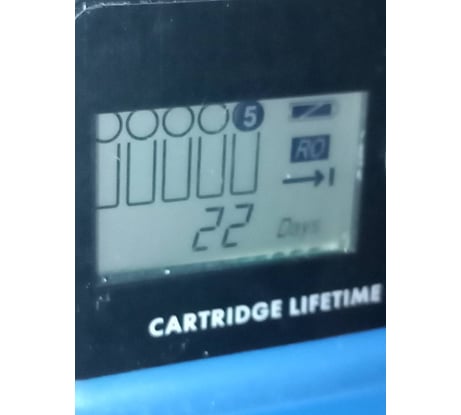 5
RO
22 Days
CARTRIDGE LIFETIME